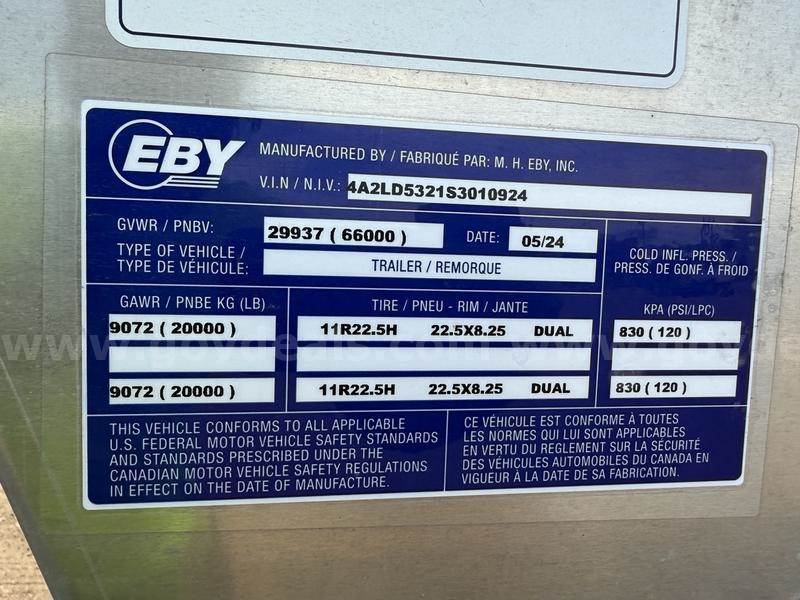 EBY
MANUFACTURED BY / FABRIQUÉ PAR: M. H. EBY, INC.
V.I.N / N.I.V.: 4A2LD5321S3010924
GVWR / PNBV: 29937 ( 66000 ) DATE: 05/24
TYPE OF VEHICLE /
TYPE DE VÉHICULE: TRAILER / REMORQUE
COLD INFL. PRESS./
PRESS. DE GONF. À FROID
GAWR / PNBE KG (LB) TIRE / PNEU - RIM / JANTE KPA (PSI/LPC)
9072 ( 20000 ) 11R22.5H 22.5X8.25 DUAL 830 ( 120 )
9072 ( 20000 ) 11R22.5H 22.5X8.25 DUAL 830 ( 120 )
THIS VEHICLE CONFORMS TO ALL APPLICABLE
U.S. FEDERAL MOTOR VEHICLE SAFETY STANDARDS
AND STANDARDS PRESCRIBED UNDER THE
CANADIAN MOTOR VEHICLE SAFETY REGULATIONS
IN EFFECT ON THE DATE OF MANUFACTURE.
CE VÉHICULE EST CONFORME À TOUTES
LES NORMES QUI LUI SONT APPLICABLES
EN VERTU DU REGLEMENT SUR LA SÉCURITÉ
DES VÉHICULES AUTOMOBILES DU CANADA EN
VIGUEUR À LA DATE DE SA FABRICATION.